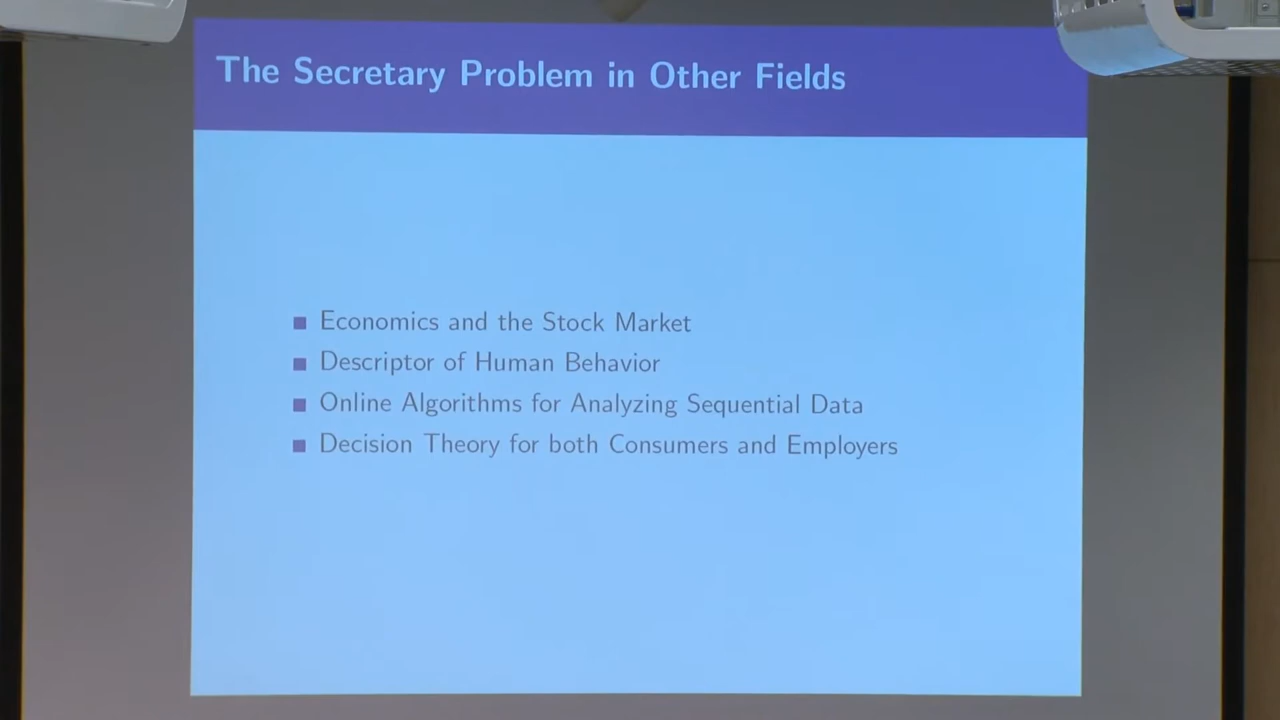 The Secretary Problem in Other Fields
Economics and the Stock Market
Descriptor of Human Behavior
Online Algorithms for Analyzing Sequential Data
Decision Theory for both Consumers and Employers